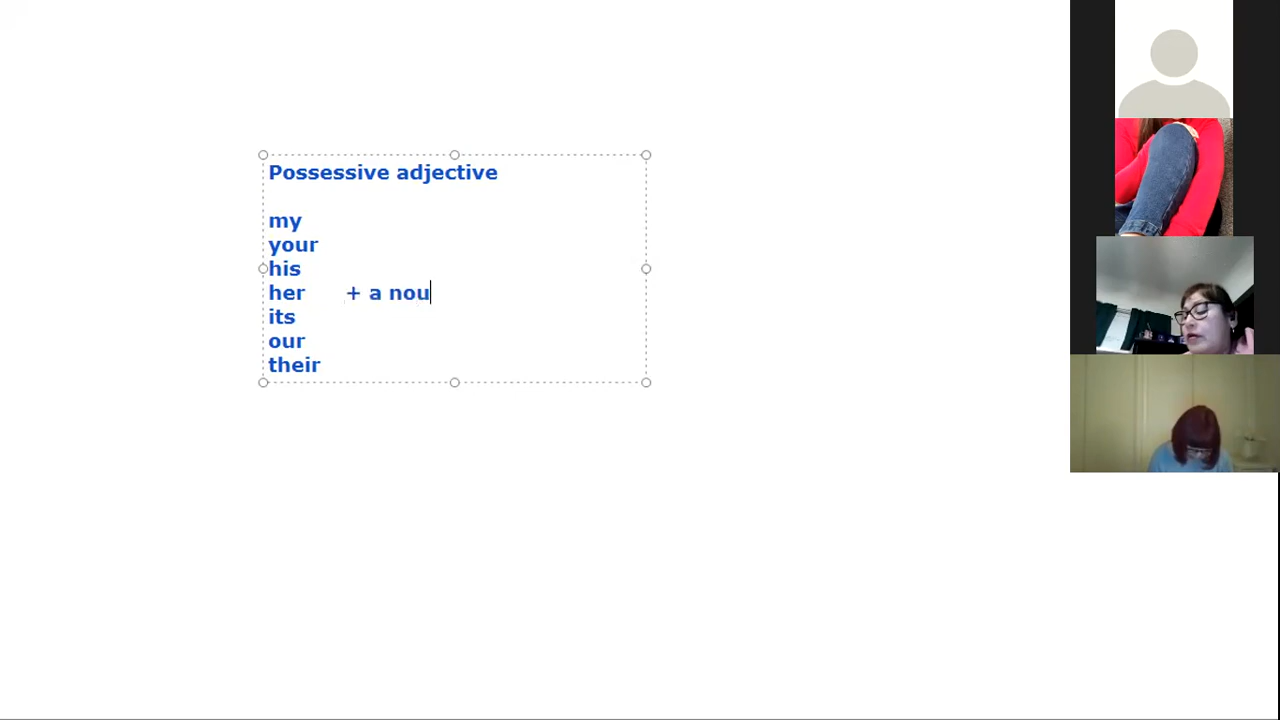 Possessive adjective
my
your
his
her + a nou
its
our
their